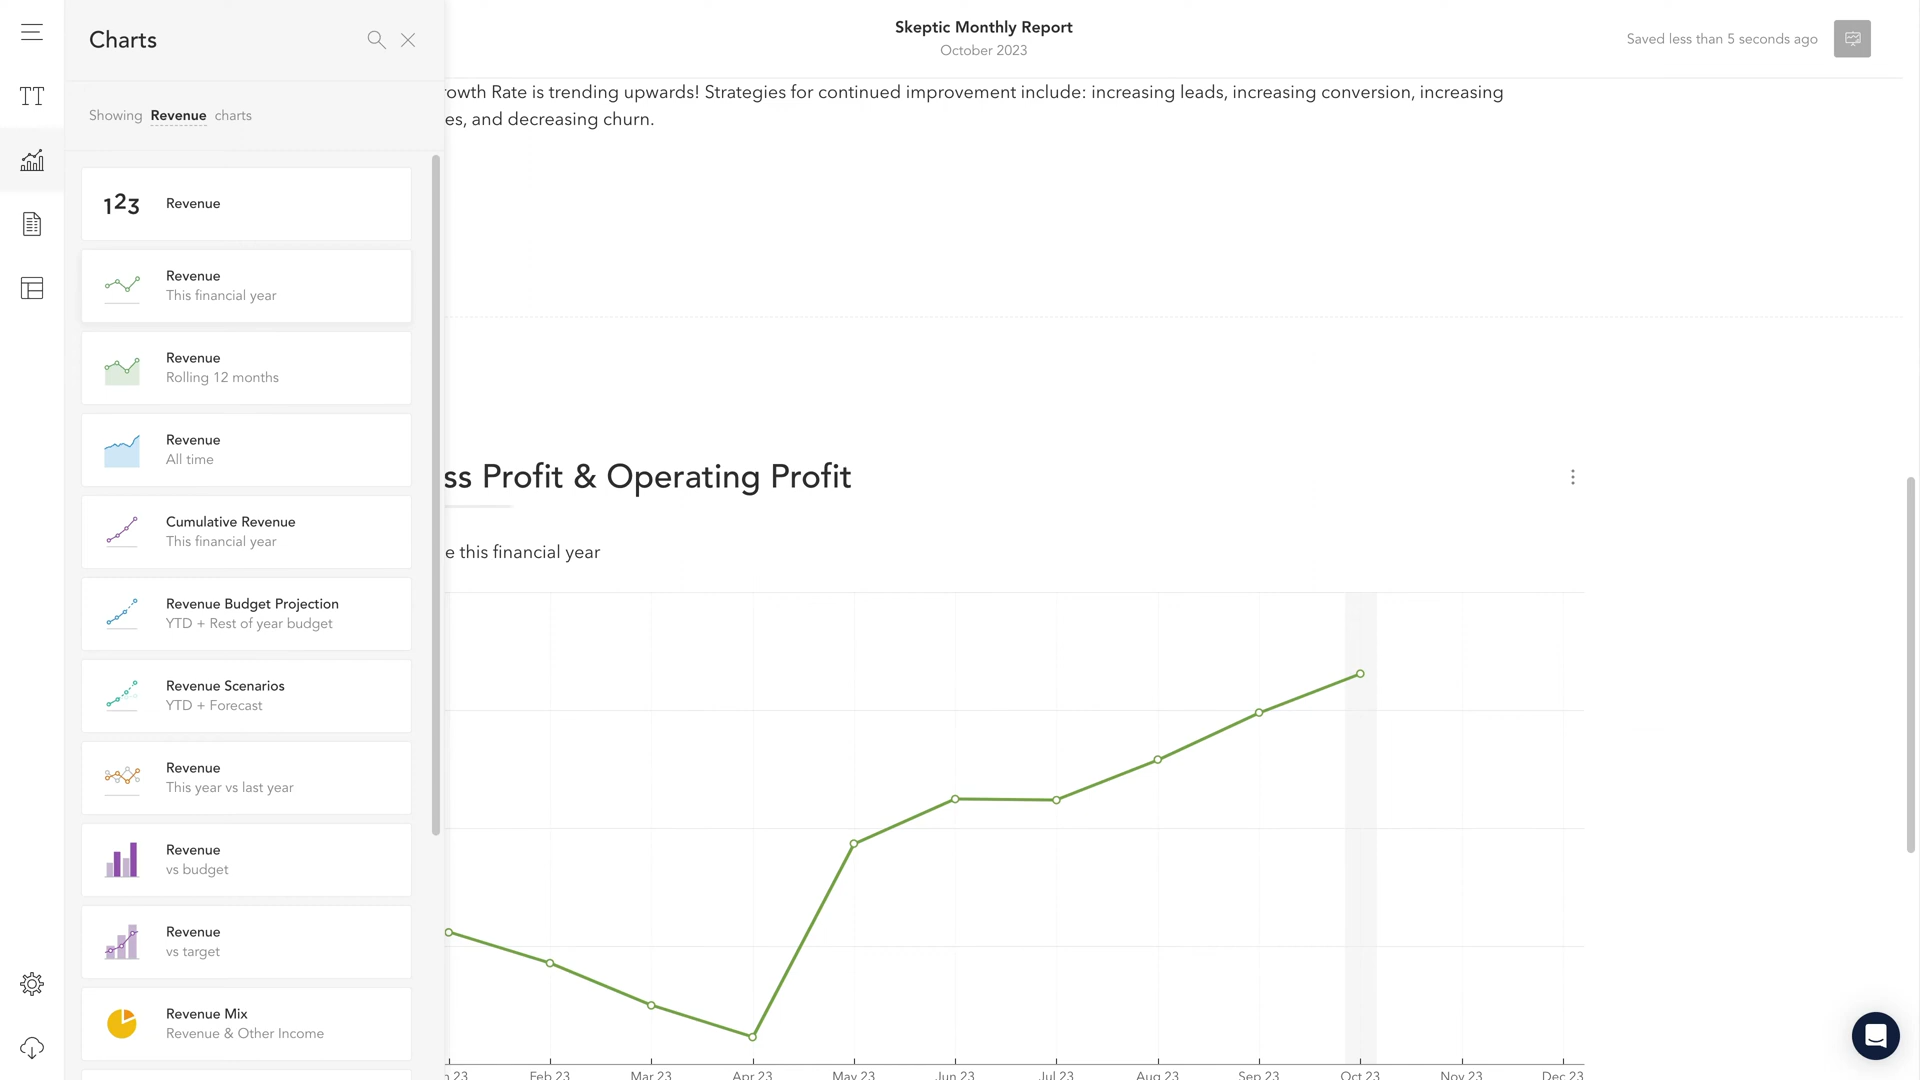 Charts
Showing Revenue charts
123 Revenue
Revenue
This financial year
Revenue
Rolling 12 months
Revenue
All time
Cumulative Revenue
This financial year
Revenue Budget Projection
YTD + Rest of year budget
Revenue Scenarios
YTD + Forecast
Revenue
This year vs last year
Revenue
vs budget
Revenue
vs target
Revenue Mix
Revenue & Other Income
TT
Skeptic Monthly Report
October 2023
Saved less than 5 seconds ago
owth Rate is trending upwards! Strategies for continued improvement include: increasing leads, increasing conversion, increasing
es, and decreasing churn.
ss Profit & Operating Profit
e this financial year
n 23 Feb 23 Mar 23 Apr 23 May 23 Jun 23 Jul 23 Aug 23 Sep 23 Oct 23 Nov 23 Dec 23